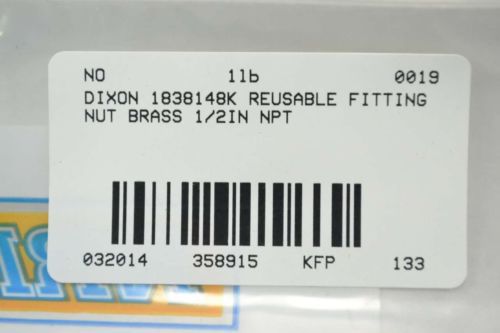 NO 1lb 0019
DIXON 1838148K REUSABLE FITTING
NUT BRASS 1/2IN NPT
032014 358915 KFP 133